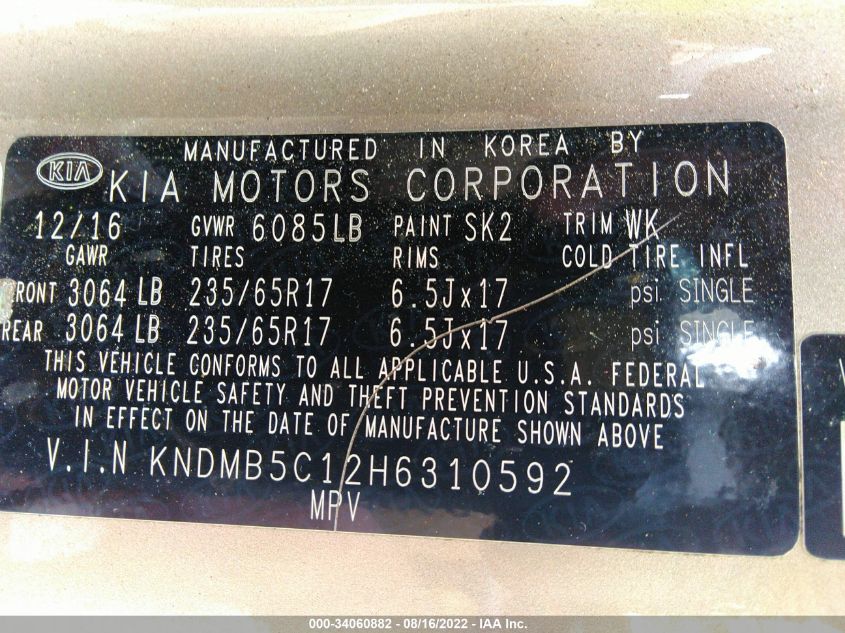 MANUFACTURED IN KOREA BY
KIA KIA MOTORS CORPORATION
12/16 GVWR 6085LB PAINT SK2 TRIM WK
GAWR TIRES RIMS COLD TIRE INFL
FRONT 3064 LB 235/65R17 6.5Jx17 psi SINGLE
REAR 3064 LB 235/65R17 6.5Jx17 psi SINGLE
THIS VEHICLE CONFORMS TO ALL APPLICABLE U.S.A. FEDERAL
MOTOR VEHICLE SAFETY AND THEFT PREVENTION STANDARDS
IN EFFECT ON THE DATE OF MANUFACTURE SHOWN ABOVE
V.I.N KNDMB5C12H6310592
MPV
000-34060882 - 08/16/2022 - IAA Inc.